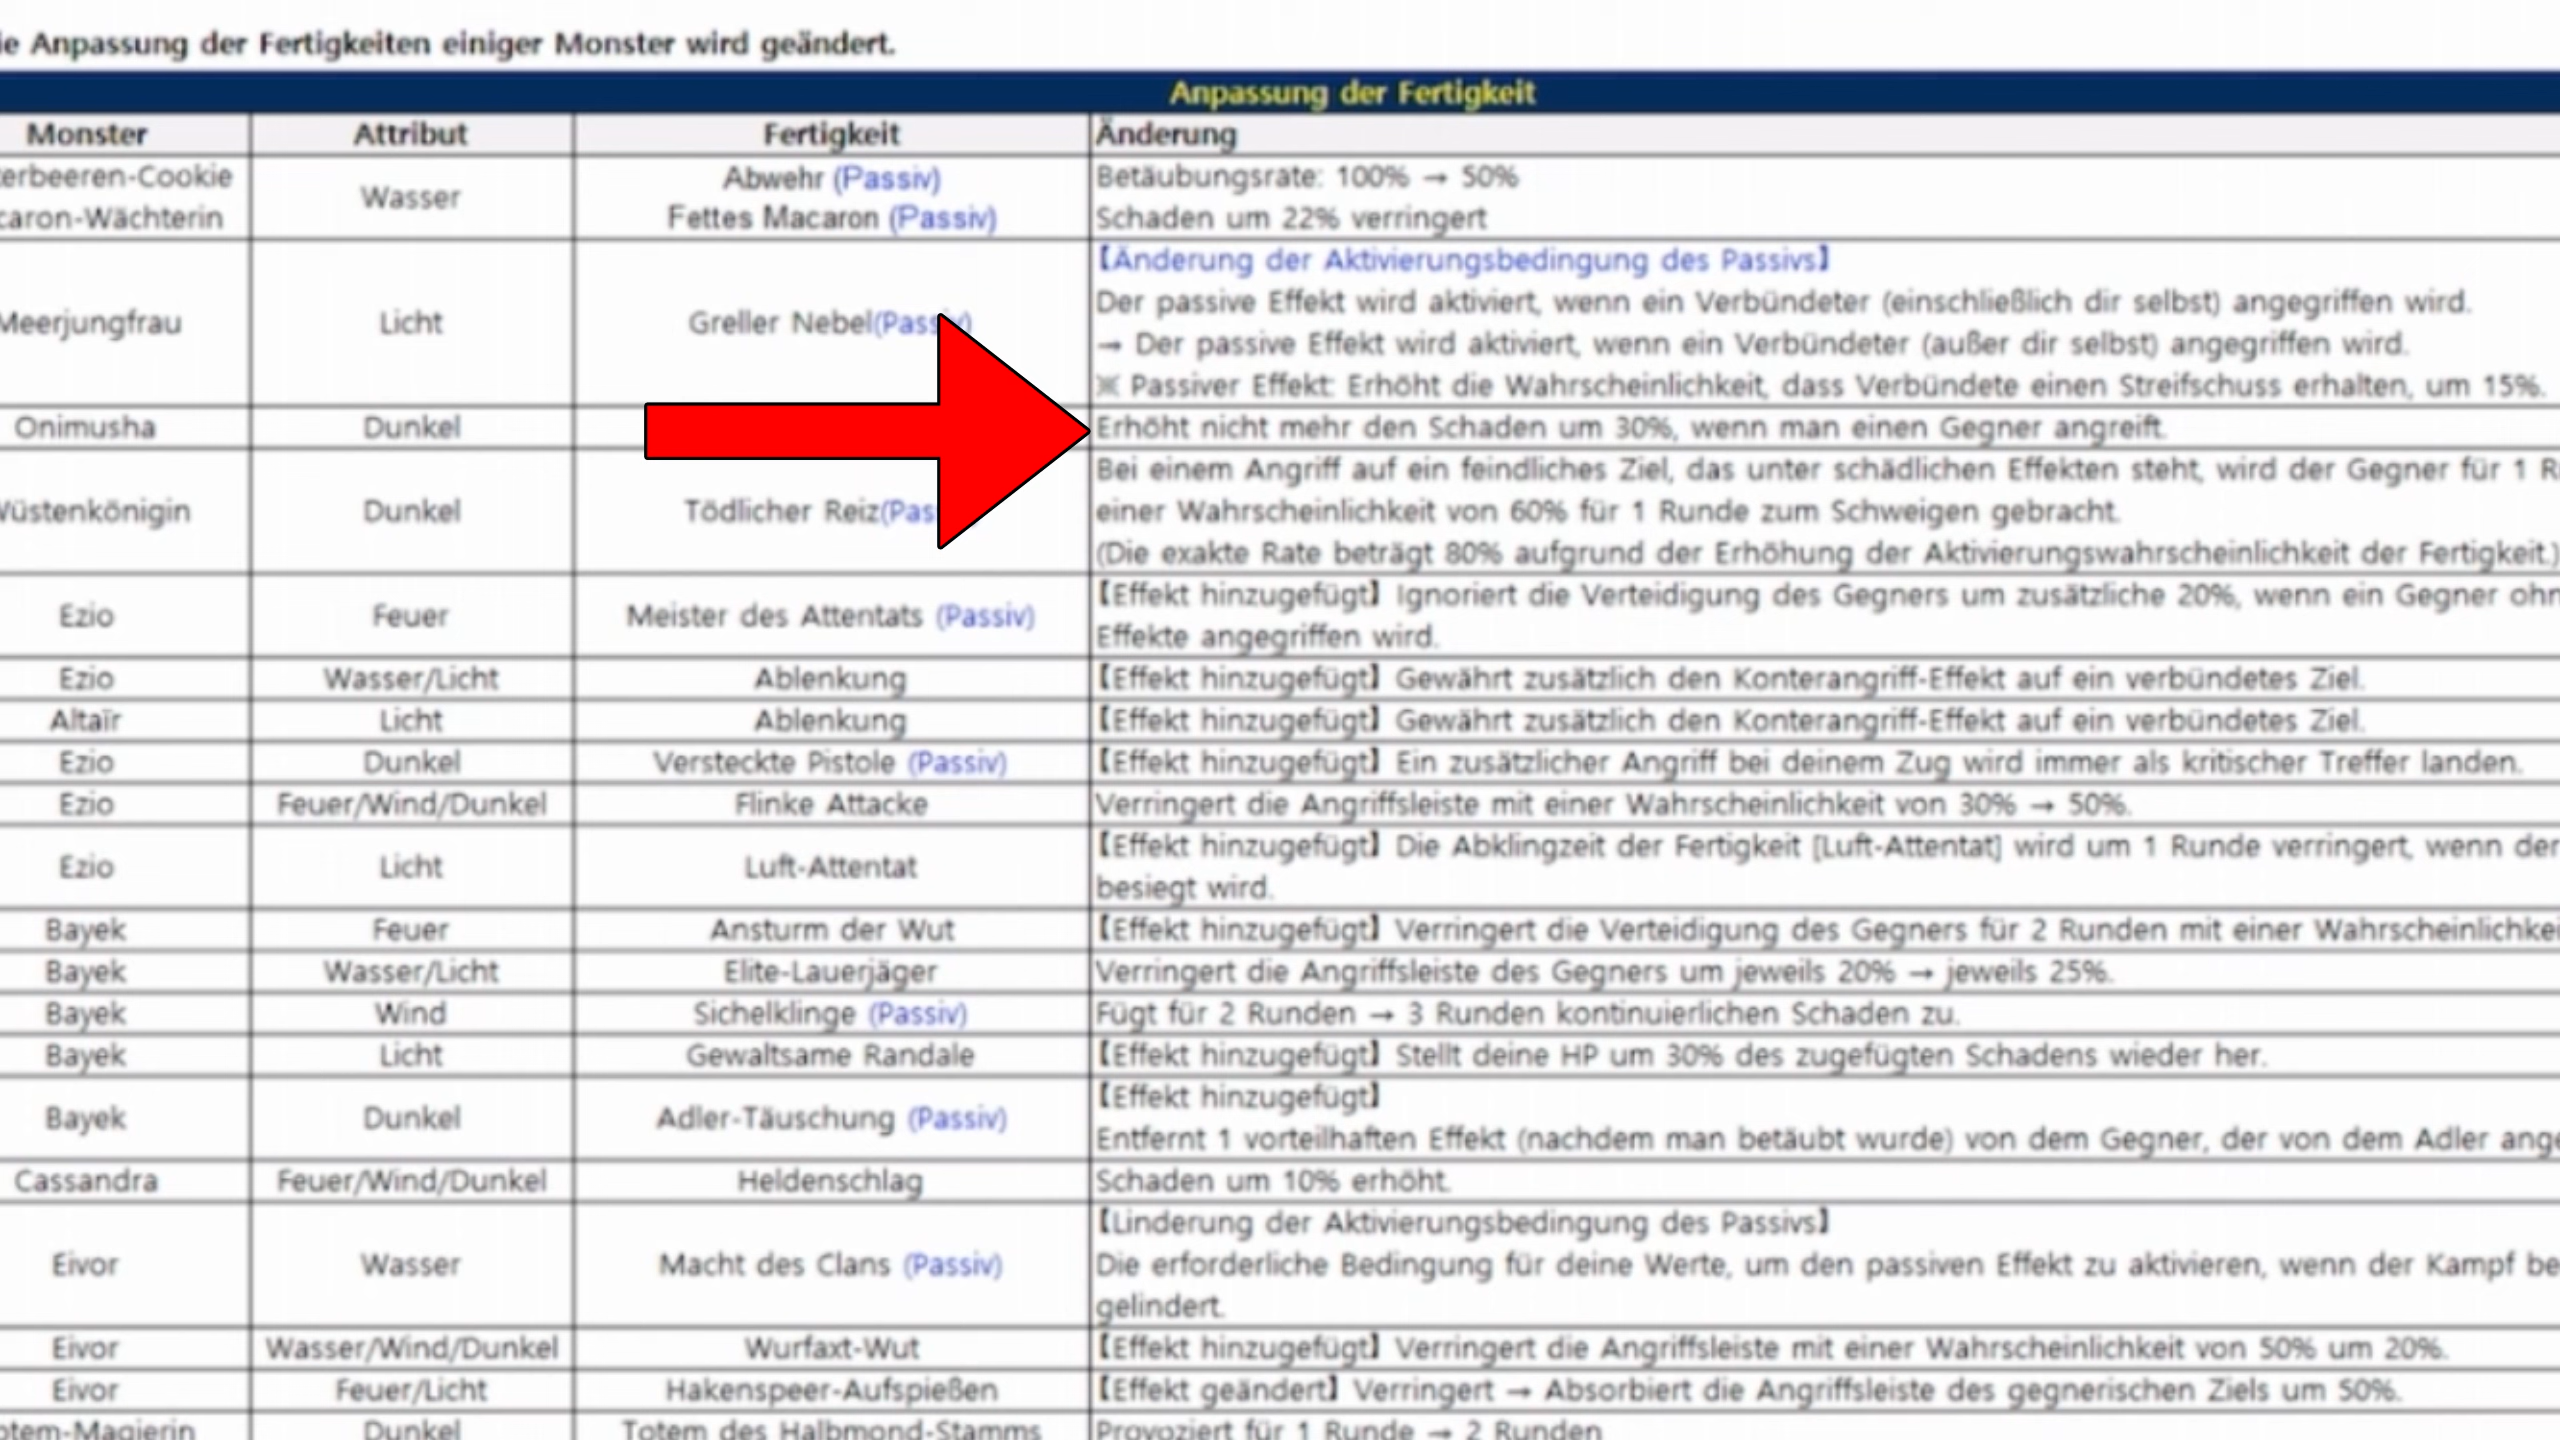 ie Anpassung der Fertigkeiten einiger Monster wird geändert.
Anpassung der Fertigkeit
Monster Attribut Fertigkeit Änderung
erbeeren-Cookie Wasser Abwehr (Passiv) Betäubungsrate: 100% → 50%
caron-Wächterin Fettes Macaron (Passiv) Schaden um 22% verringert
【Änderung der Aktivierungsbedingung des Passivs】
Der passive Effekt wird aktiviert, wenn ein Verbündeter (einschließlich dir selbst) angegriffen wird.
Meerjungfrau Licht Greller Nebel(Pas
→ Der passive Effekt wird aktiviert, wenn ein Verbündeter (außer dir selbst) angegriffen wird.
※ Passiver Effekt: Erhöht die Wahrscheinlichkeit, dass Verbündete einen Streifschuss erhalten, um 15%.
Onimusha Dunkel Erhöht nicht mehr den Schaden um 30%, wenn man einen Gegner angreift.
Bei einem Angriff auf ein feindliches Ziel, das unter schädlichen Effekten steht, wird der Gegner für 1 R
Wüstenkönigin Dunkel Tödlicher Reiz(Pas einer Wahrscheinlichkeit von 60% für 1 Runde zum Schweigen gebracht.
(Die exakte Rate beträgt 80% aufgrund der Erhöhung der Aktivierungswahrscheinlichkeit der Fertigkeit.)
Ezio Feuer Meister des Attentats (Passiv) 【Effekt hinzugefügt】 Ignoriert die Verteidigung des Gegners um zusätzliche 20%, wenn ein Gegner ohn
Effekte angegriffen wird.
Ezio Wasser/Licht Ablenkung 【Effekt hinzugefügt】 Gewährt zusätzlich den Konterangriff-Effekt auf ein verbündetes Ziel.
Altaïr Licht Ablenkung 【Effekt hinzugefügt】 Gewährt zusätzlich den Konterangriff-Effekt auf ein verbündetes Ziel.
Ezio Dunkel Versteckte Pistole (Passiv) 【Effekt hinzugefügt】 Ein zusätzlicher Angriff bei deinem Zug wird immer als kritischer Treffer landen.
Ezio Feuer/Wind/Dunkel Flinke Attacke Verringert die Angriffsleiste mit einer Wahrscheinlichkeit von 30% → 50%.
Ezio Licht Luft-Attentat 【Effekt hinzugefügt】 Die Abklingzeit der Fertigkeit [Luft-Attentat] wird um 1 Runde verringert, wenn der
besiegt wird.
Bayek Feuer Ansturm der Wut 【Effekt hinzugefügt】 Verringert die Verteidigung des Gegners für 2 Runden mit einer Wahrscheinlichkei
Bayek Wasser/Licht Elite-Lauerjäger Verringert die Angriffsleiste des Gegners um jeweils 20% → jeweils 25%.
Bayek Wind Sichelklinge (Passiv) Fügt für 2 Runden → 3 Runden kontinuierlichen Schaden zu.
Bayek Licht Gewaltsame Randale 【Effekt hinzugefügt】 Stellt deine HP um 30% des zugefügten Schadens wieder her.
Bayek Dunkel Adler-Täuschung (Passiv) 【Effekt hinzugefügt】
Entfernt 1 vorteilhaften Effekt (nachdem man betäubt wurde) von dem Gegner, der von dem Adler ange
Cassandra Feuer/Wind/Dunkel Heldenschlag Schaden um 10% erhöht.
【Linderung der Aktivierungsbedingung des Passivs】
Eivor Wasser Macht des Clans (Passiv) Die erforderliche Bedingung für deine Werte, um den passiven Effekt zu aktivieren, wenn der Kampf be
gelindert.
Eivor Wasser/Wind/Dunkel Wurfaxt-Wut 【Effekt hinzugefügt】 Verringert die Angriffsleiste mit einer Wahrscheinlichkeit von 50% um 20%.
Eivor Feuer/Licht Hakenspeer-Aufspießen 【Effekt geändert】 Verringert → Absorbiert die Angriffsleiste des gegnerischen Ziels um 50%.
otem-Magierin Dunkel Totem des Halbmond-Stamms Provoziert für 1 Runde → 2 Runden